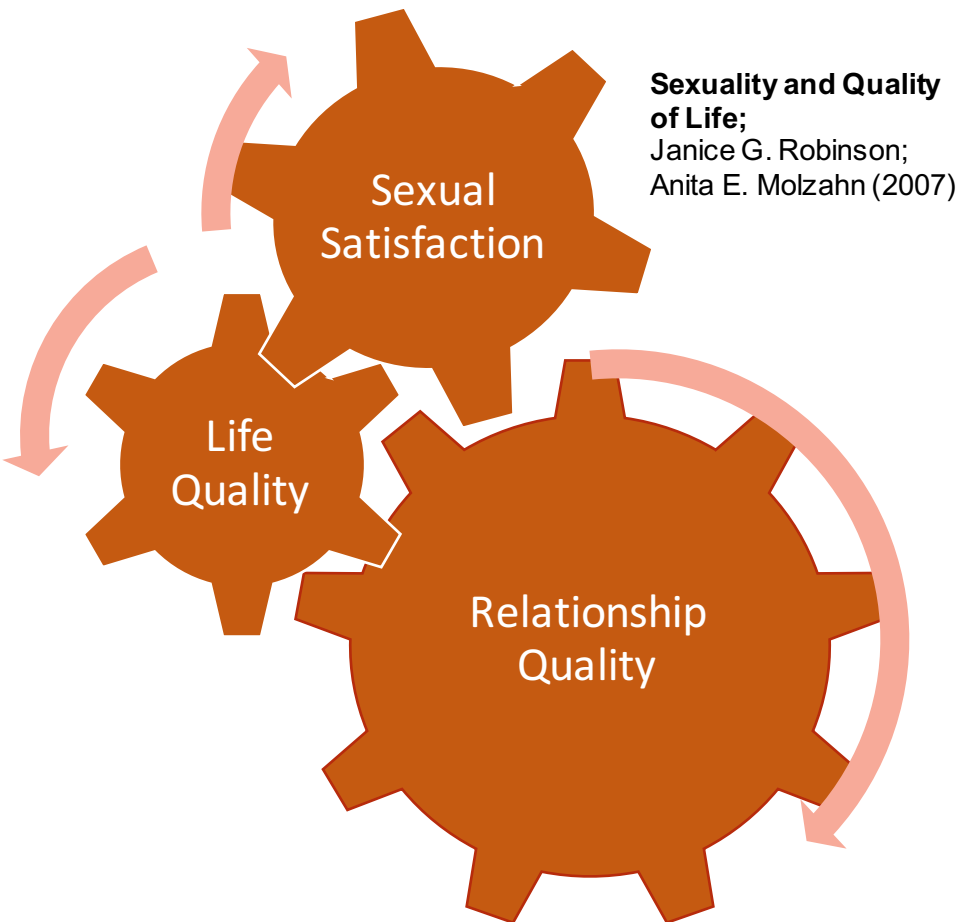 Sexuality and Quality
of Life;
Janice G. Robinson;
Anita E. Molzahn (2007)
Sexual
Satisfaction
Life
Quality
Relationship
Quality